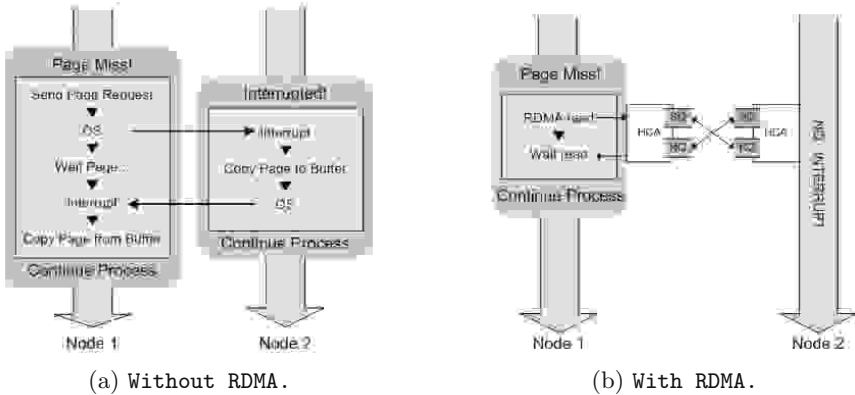 Page Miss!
Send Page Request
OS
Wait Page...
Interrupt
Copy Page from Buffer
Continue Process
Node 1
Interrupted!
Interrupt
Copy Page to Buffer
OS
Continue Process
Node 2
(a) Without RDMA.
Page Miss!
RDMA read
Wait read
Continue Process
Node 1
HCA
SQ
RQ
HCA
NO INTERRUPT
Node 2
(b) With RDMA.